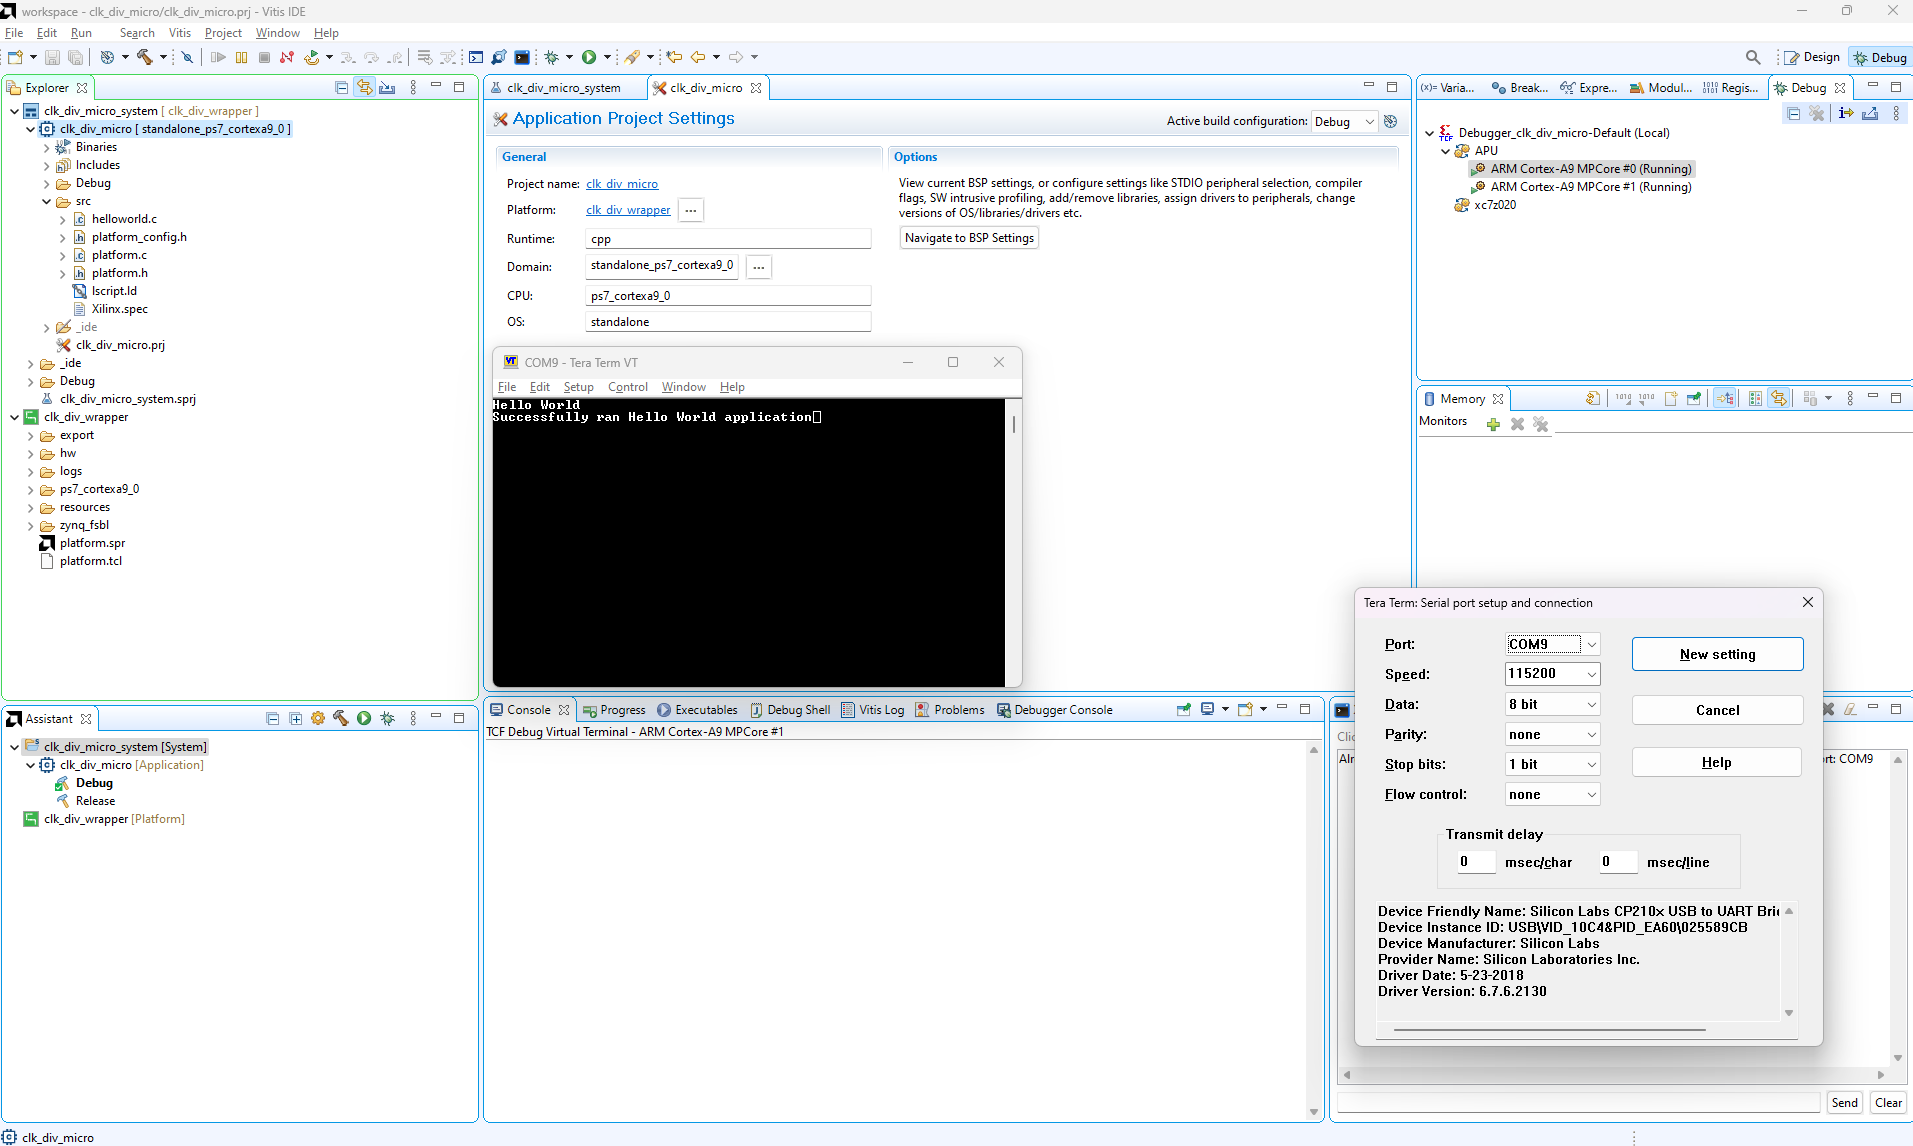 workspace - clk_div_micro/clk_div_micro.prj - Vitis IDE
File Edit Run Search Vitis Project Window Help
Design Debug
Explorer
clk_div_micro_system [ clk_div_wrapper ]
clk_div_micro [ standalone_ps7_cortexa9_0 ]
Binaries
Includes
Debug
src
helloworld.c
platform_config.h
platform.c
platform.h
lscript.ld
Xilinx.spec
_ide
clk_div_micro.prj
_ide
Debug
clk_div_micro_system.sprj
clk_div_wrapper
export
hw
logs
ps7_cortexa9_0
resources
zynq_fsbl
platform.spr
platform.tcl
Assistant
clk_div_micro_system [System]
clk_div_micro [Application]
Debug
Release
clk_div_wrapper [Platform]
clk_div_micro
clk_div_micro_system clk_div_micro
Application Project Settings
Active build configuration: Debug
General
Project name: clk_div_micro
Platform: clk_div_wrapper ...
Runtime: cpp
Domain: standalone_ps7_cortexa9_0 ...
CPU: ps7_cortexa9_0
OS: standalone
Options
View current BSP settings, or configure settings like STDIO peripheral selection, compiler
flags, SW intrusive profiling, add/remove libraries, assign drivers to peripherals, change
versions of OS/libraries/drivers etc.
Navigate to BSP Settings
COM9 - Tera Term VT
File Edit Setup Control Window Help
Hello World
Successfully ran Hello World application
Console Progress Executables Debug Shell Vitis Log Problems Debugger Console
TCF Debug Virtual Terminal - ARM Cortex-A9 MPCore #1
(x)= Varia... Break... Expre... Modul... Regis... Debug
Debugger_clk_div_micro-Default (Local)
APU
ARM Cortex-A9 MPCore #0 (Running)
ARM Cortex-A9 MPCore #1 (Running)
xc7z020
Memory
Monitors
Tera Term: Serial port setup and connection
Port: COM9
Speed: 115200
Data: 8 bit
Parity: none
Stop bits: 1 bit
Flow control: none
New setting
Cancel
Help
Transmit delay
0 msec/char 0 msec/line
Device Friendly Name: Silicon Labs CP210x USB to UART Bri
Device Instance ID: USB\VID_10C4&PID_EA60\025589CB
Device Manufacturer: Silicon Labs
Provider Name: Silicon Laboratories Inc.
Driver Date: 5-23-2018
Driver Version: 6.7.6.2130
Clic
Alr
rt: COM9
Send Clear